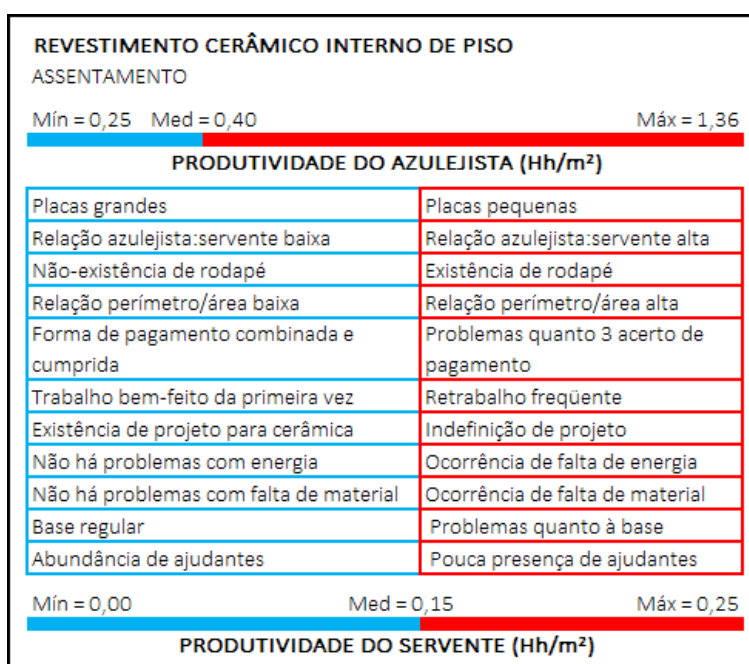 REVESTIMENTO CERÂMICO INTERNO DE PISO
ASSENTAMENTO
Mín = 0,25 Med = 0,40 Máx = 1,36
PRODUTIVIDADE DO AZULEJISTA (Hh/m²)
Placas grandes Placas pequenas
Relação azulejista:servente baixa Relação azulejista:servente alta
Não-existência de rodapé Existência de rodapé
Relação perímetro/área baixa Relação perímetro/área alta
Forma de pagamento combinada e Problemas quanto 3 acerto de
cumprida pagamento
Trabalho bem-feito da primeira vez Retrabalho freqüente
Existência de projeto para cerâmica Indefinição de projeto
Não há problemas com energia Ocorrência de falta de energia
Não há problemas com falta de material Ocorrência de falta de material
Base regular Problemas quanto à base
Abundância de ajudantes Pouca presença de ajudantes
Mín = 0,00 Med = 0,15 Máx = 0,25
PRODUTIVIDADE DO SERVENTE (Hh/m²)